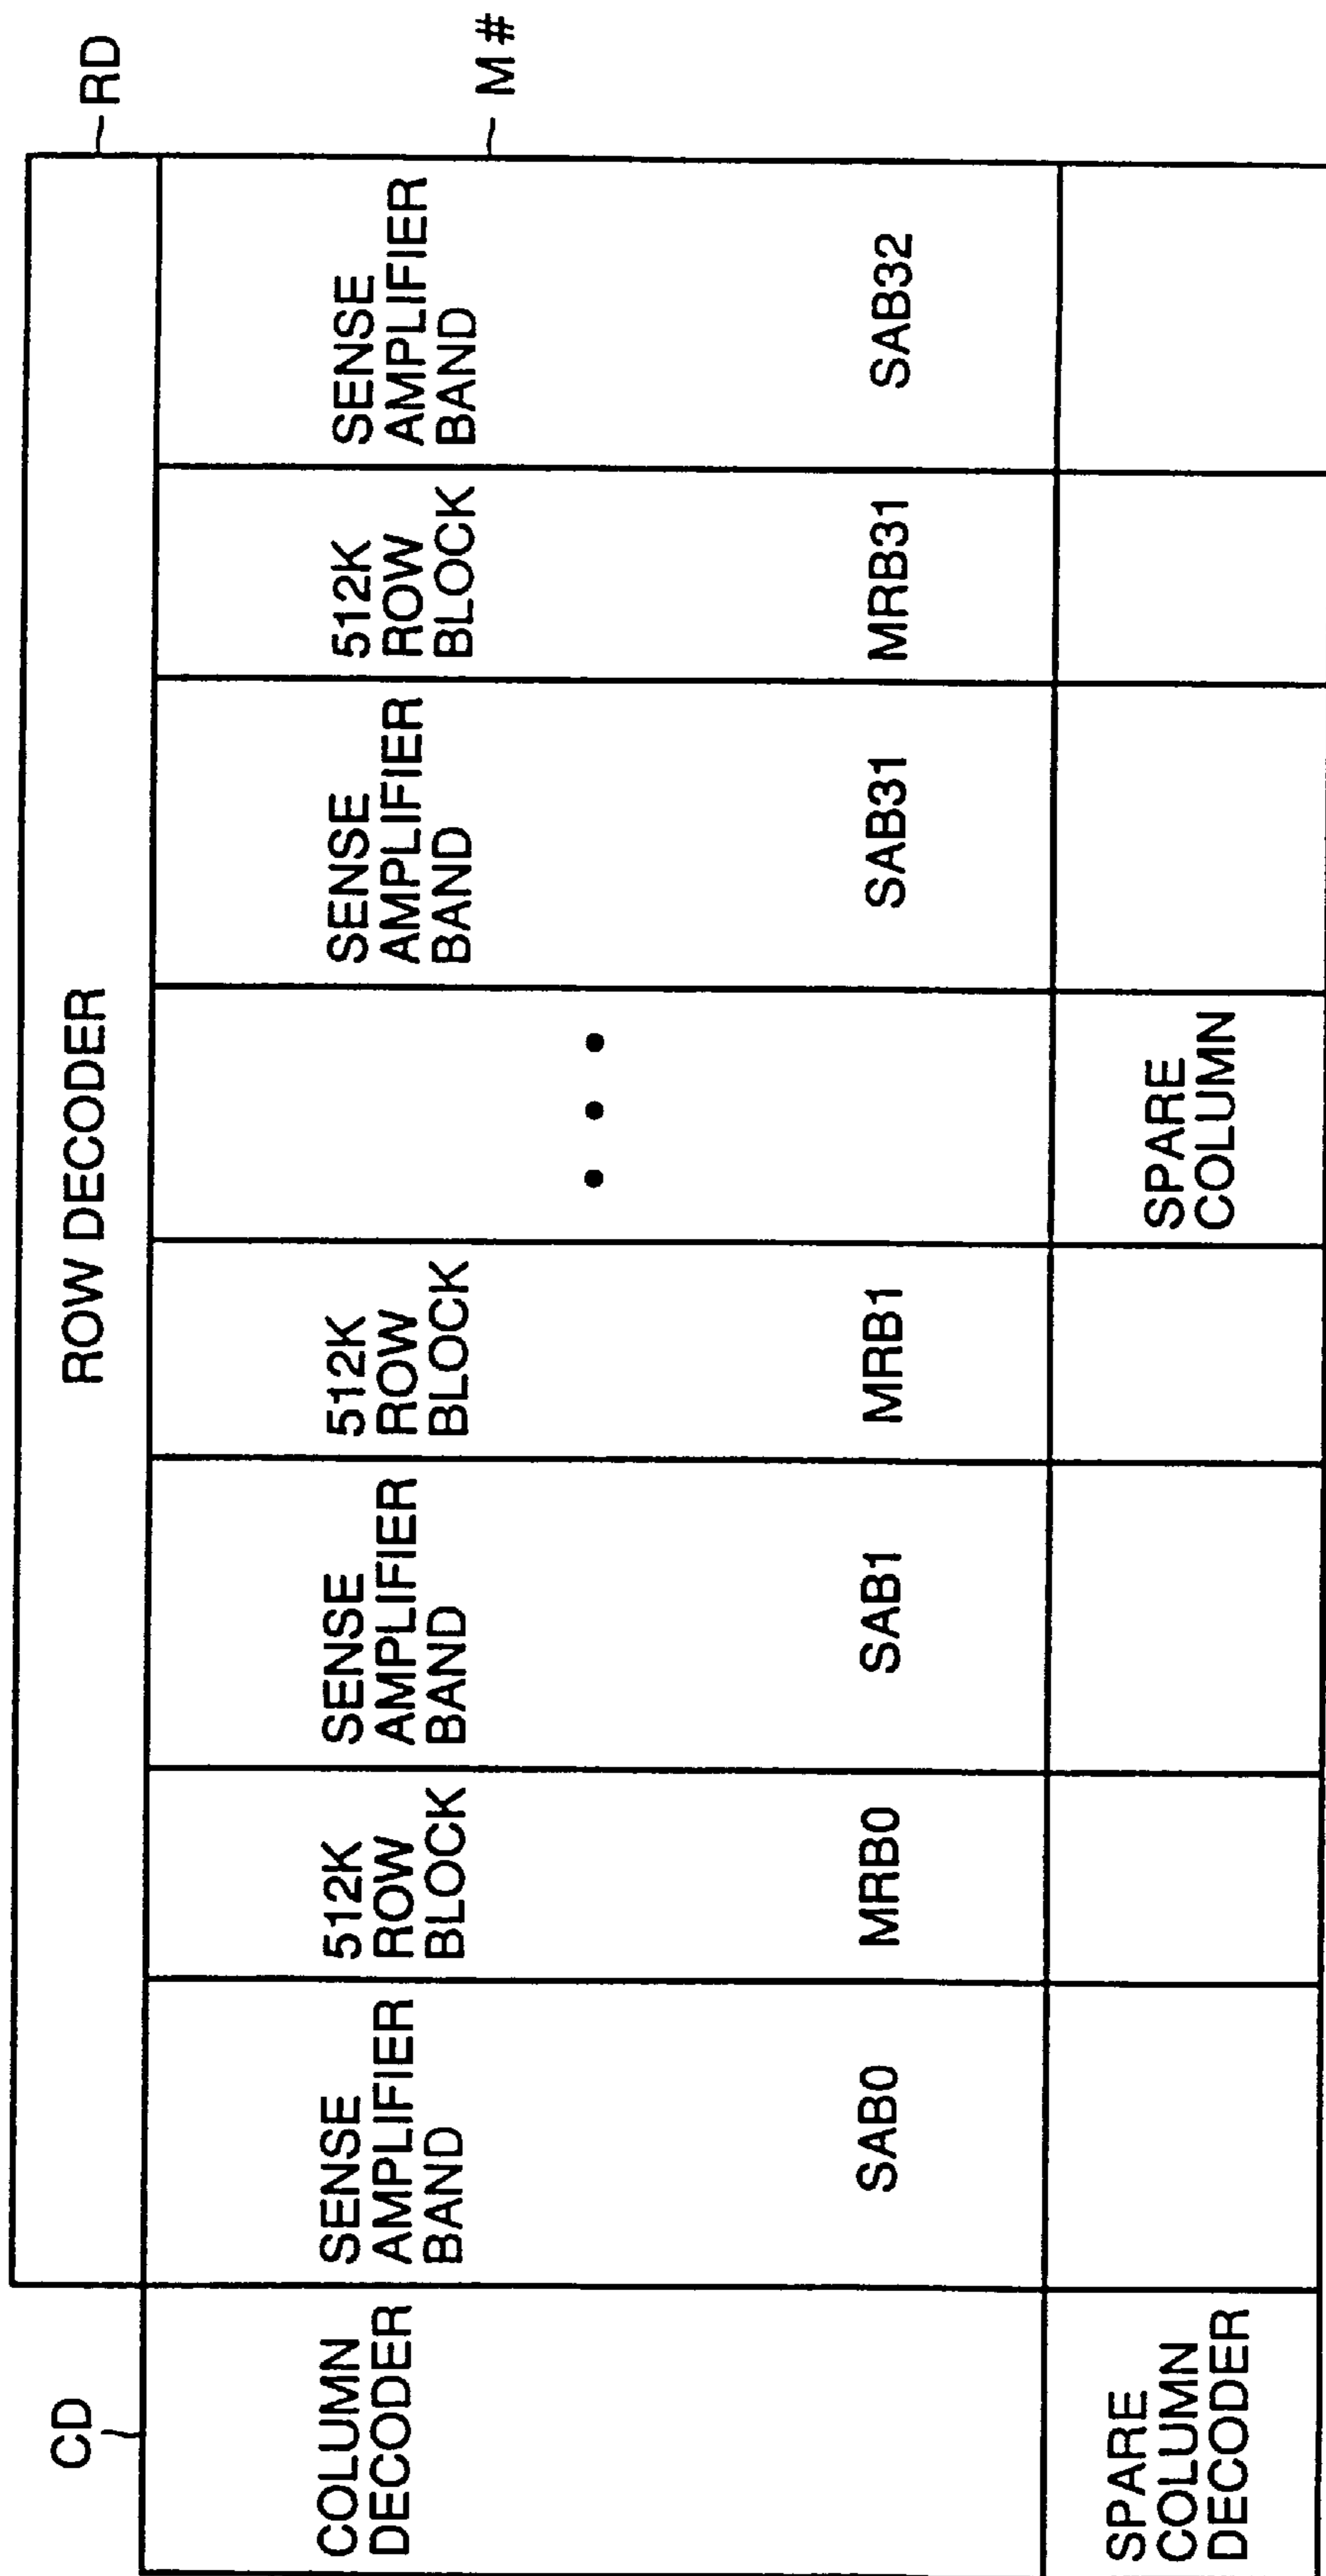 RD
ROW DECODER
CD
M#
COLUMN
DECODER
SENSE
AMPLIFIER
BAND
SAB0
512K
ROW
BLOCK
MRB0
SENSE
AMPLIFIER
BAND
SAB1
512K
ROW
BLOCK
MRB1
SENSE
AMPLIFIER
BAND
SAB31
512K
ROW
BLOCK
MRB31
SENSE
AMPLIFIER
BAND
SAB32
SPARE
COLUMN
DECODER
SPARE
COLUMN